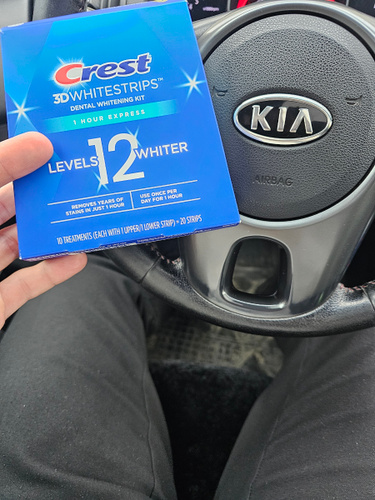 Crest
3DWHITESTRIPS™
DENTAL WHITENING KIT
1 HOUR EXPRESS
LEVELS 12 WHITER
REMOVES YEARS OF
STAINS IN JUST 1 HOUR
USE ONCE PER
DAY FOR 1 HOUR
10 TREATMENTS (EACH WITH 1 UPPER/1 LOWER STRIP) = 20 STRIPS
KIA
AIRBAG